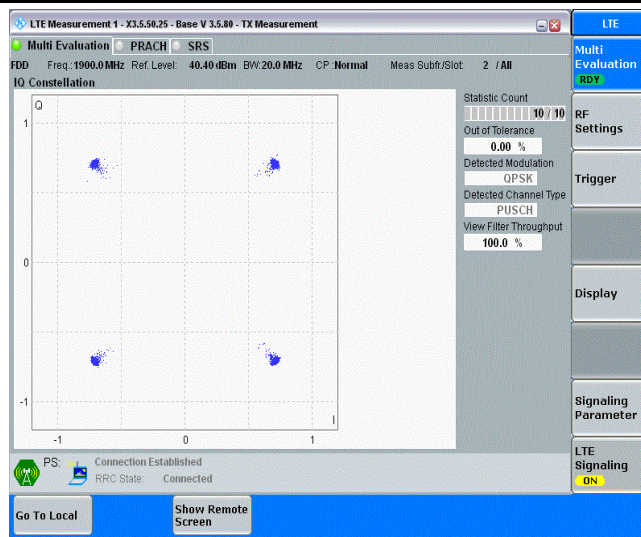 LTE Measurement 1 - X3.5.50.25 - Base V 3.5.80 - TX Measurement
LTE
Multi Evaluation PRACH SRS
FDD Freq.:1900.0 MHz Ref. Level: 40.40 dBm BW:20.0 MHz CP :Normal Meas Subfr./Slot: 2 / All
IQ Constellation
Q
1
0
-1
-1 0 1
I
Statistic Count
10 / 10
Out of Tolerance
0.00 %
Detected Modulation
QPSK
Detected Channel Type
PUSCH
View Filter Throughput
100.0 %
PS: Connection Established
RRC State: Connected
Multi
Evaluation
RDY
RF
Settings
Trigger
Display
Signaling
Parameter
LTE
Signaling
ON
Go To Local
Show Remote
Screen